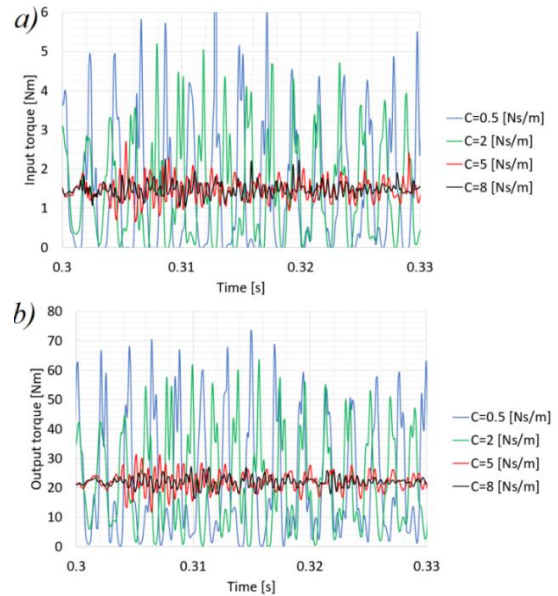 a)
6
5
4
3
2
1
0
Input torque [Nm]
0.3
0.31
0.32
0.33
Time [s]
C=0.5 [Ns/m]
C=2 [Ns/m]
C=5 [Ns/m]
C=8 [Ns/m]
b)
80
70
60
50
40
30
20
10
0
Output torque [Nm]
0.3
0.31
0.32
0.33
Time [s]
C=0.5 [Ns/m]
C=2 [Ns/m]
C=5 [Ns/m]
C=8 [Ns/m]